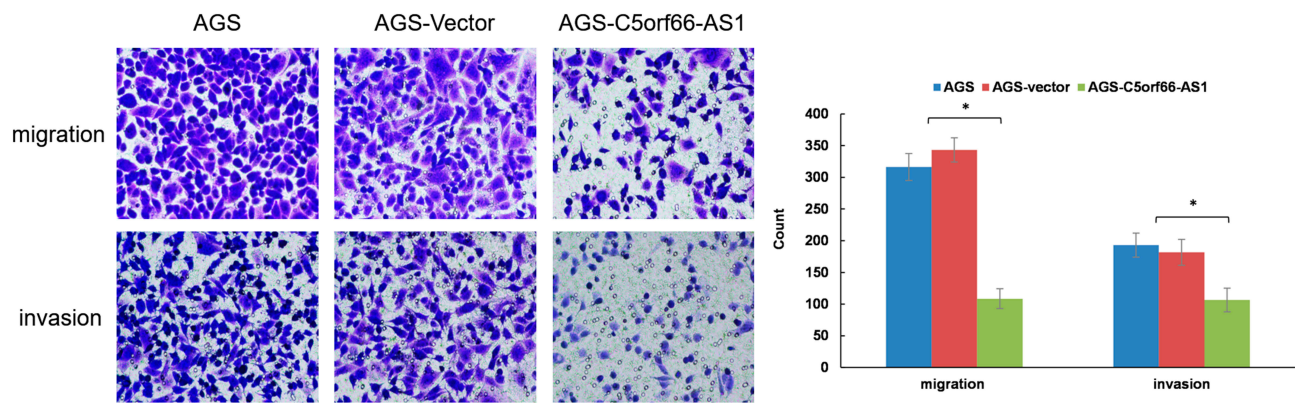 AGS AGS-Vector AGS-C5orf66-AS1
migration
invasion
AGS AGS-vector AGS-C5orf66-AS1
*
*
400
350
300
250
200
150
100
50
0
Count
migration invasion